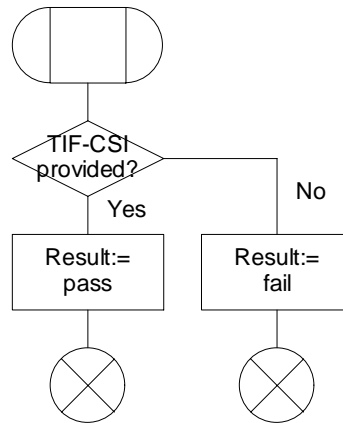 TIF-CSI
provided?
Yes
No
Result:=
pass
Result:=
fail